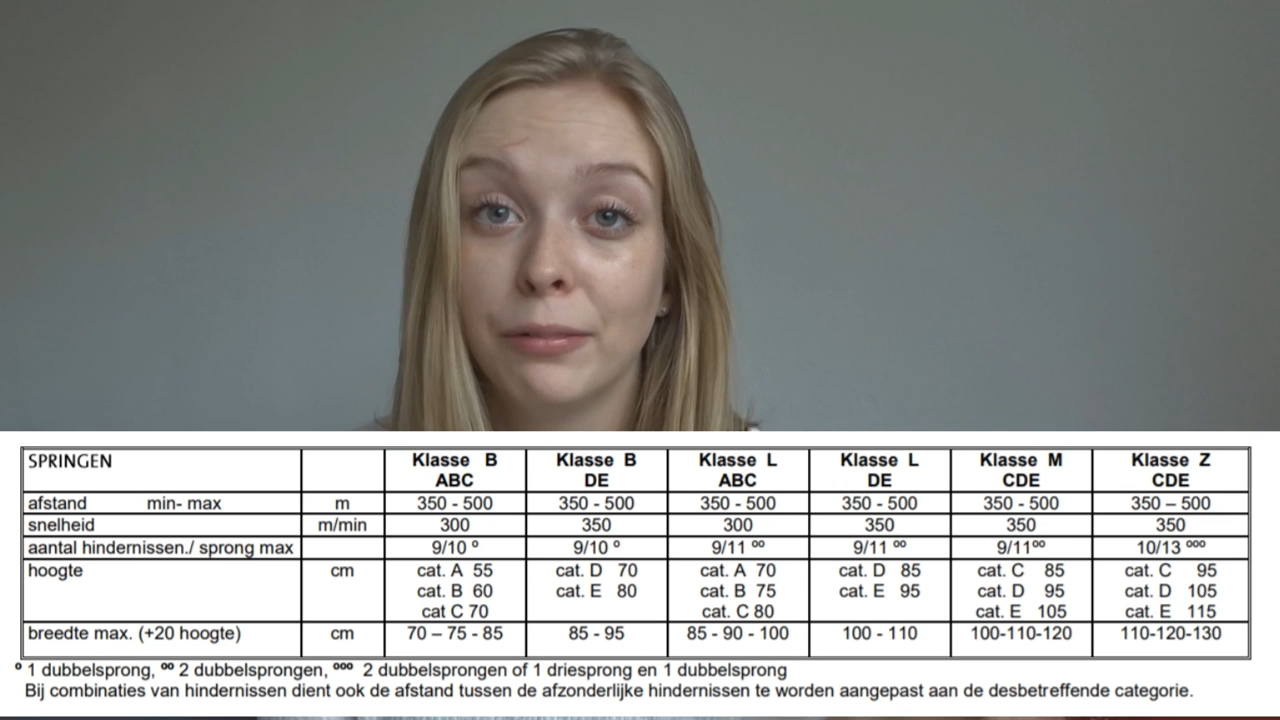 SPRINGEN Klasse B ABC Klasse B DE Klasse L ABC Klasse L DE Klasse M CDE Klasse Z CDE
afstand min- max m 350 - 500 350 - 500 350 - 500 350 - 500 350 - 500 350 – 500
snelheid m/min 300 350 300 350 350 350
aantal hindernissen./ sprong max 9/10 º 9/10 º 9/11 ºº 9/11 ºº 9/11ºº 10/13 ººº
hoogte cm cat. A 55 cat. D 70 cat. A 70 cat. D 85 cat. C 85 cat. C 95
cat. B 60 cat. E 80 cat. B 75 cat. E 95 cat. D 95 cat. D 105
cat C 70 cat. C 80 cat. E 105 cat. E 115
breedte max. (+20 hoogte) cm 70 – 75 - 85 85 - 95 85 - 90 - 100 100 - 110 100-110-120 110-120-130
º 1 dubbelsprong, ºº 2 dubbelsprongen, ººº 2 dubbelsprongen of 1 driesprong en 1 dubbelsprong
Bij combinaties van hindernissen dient ook de afstand tussen de afzonderlijke hindernissen te worden aangepast aan de desbetreffende categorie.